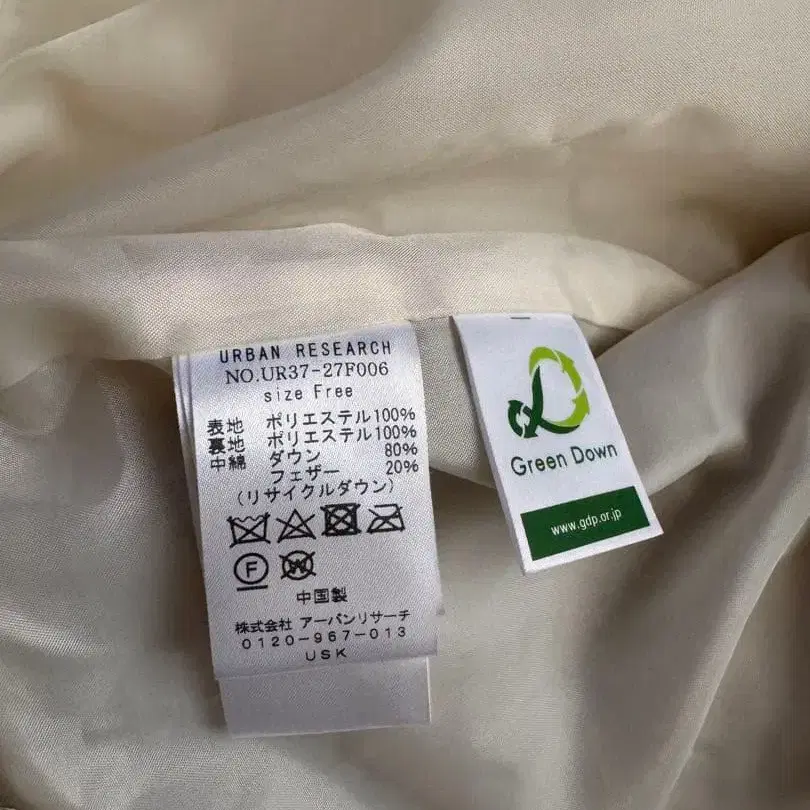 URBAN RESEARCH
NO.UR37-27F006
size Free
表地 ポリエステル100%
裏地 ポリエステル100%
中綿 ダウン 80%
フェザー 20%
(リサイクルダウン)
F W
中国製
株式会社 アーバンリサーチ
0120-967-013
USK
Green Down
www.gdp.or.jp